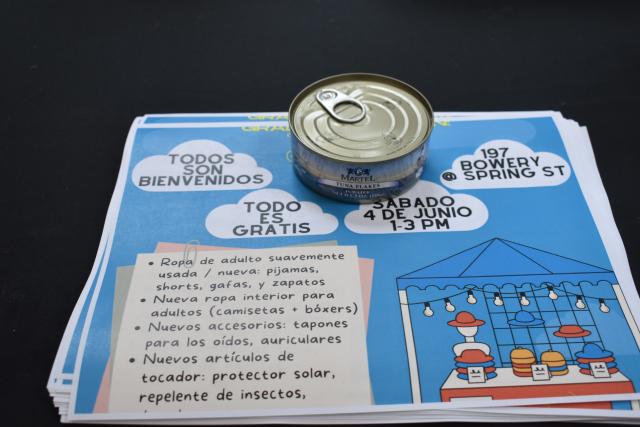 TODOS
SON
BIENVENIDOS
197
BOWERY
@ SPRING ST
TODO
ES
GRATIS
SÁBADO
4 DE JUNIO
1-3 PM
MARTEL
TUNA FLAKES
• Ropa de adulto suavemente
usada / nueva: pijamas,
shorts, gafas, y zapatos
• Nueva ropa interior para
adultos (camisetas + bóxers)
• Nuevos accesorios: tapones
para los oídos, auriculares
• Nuevos artículos de
tocador: protector solar,
repelente de insectos,